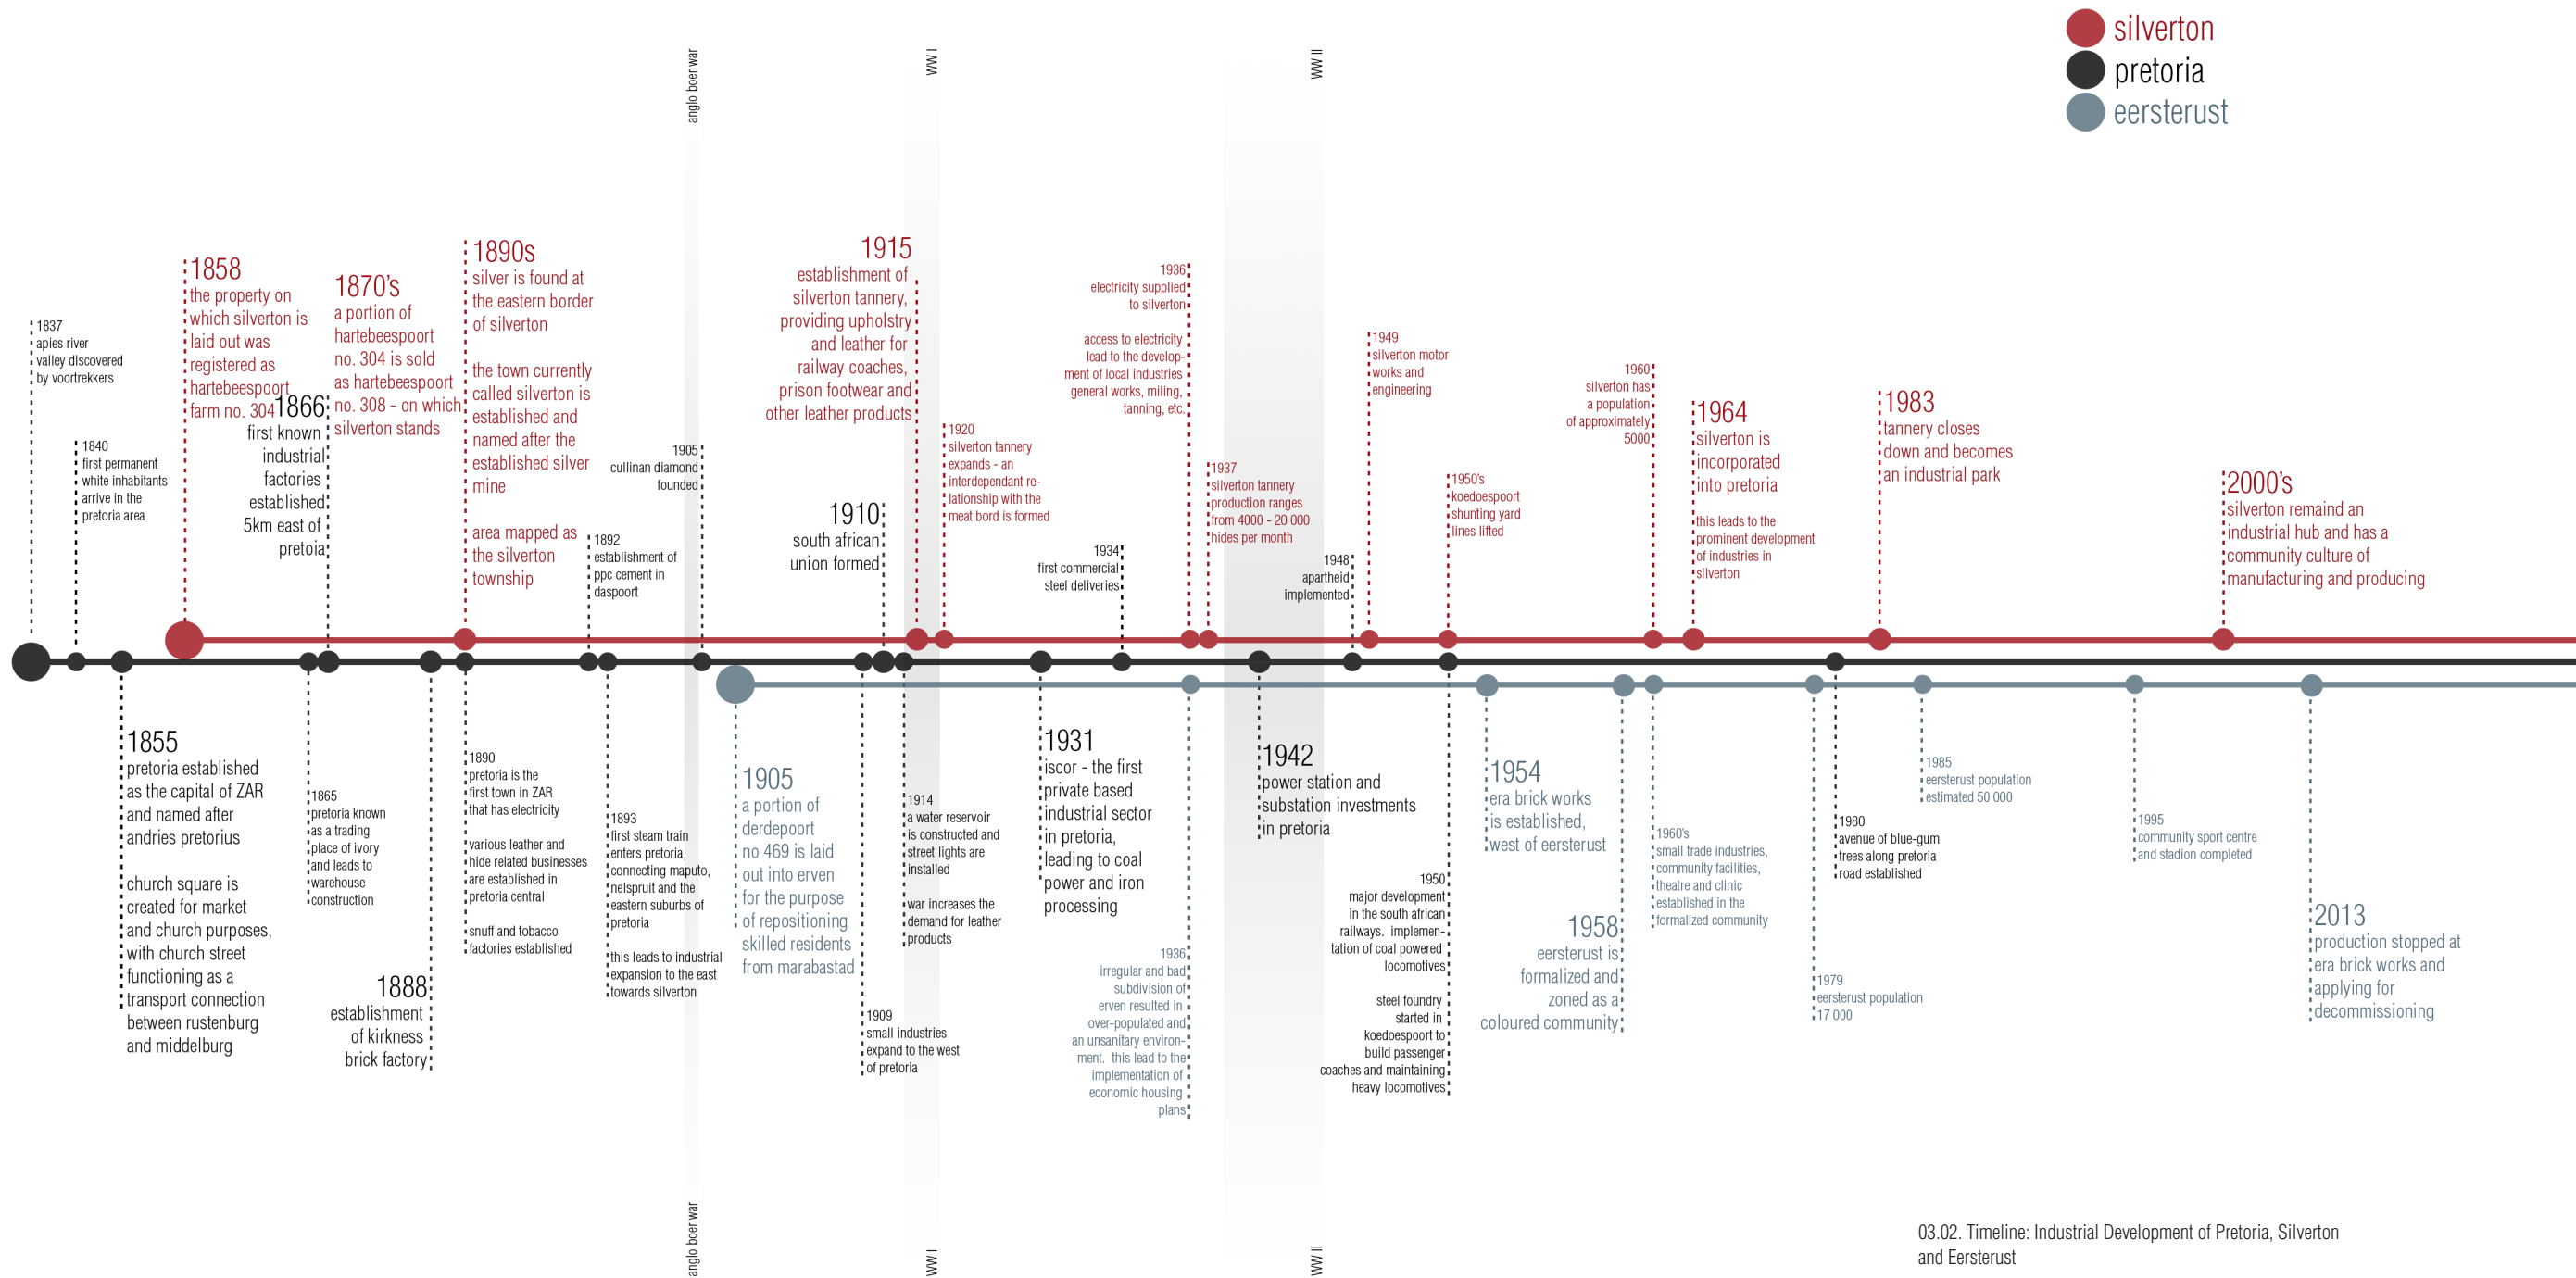 silverton
pretoria
eersterust
anglo boer war
WW I
WW II
1837
apies river
valley discovered
by voortrekkers
1840
first permanent
white inhabitants
arrive in the
pretoria area
1858
the property on
which silverton is
laid out was
registered as
hartebeespoort
farm no. 304
1866
first known
industrial
factories
established
5km east of
pretoia
1870's
a portion of
hartebeespoort
no. 304 is sold
as hartebeespoort
no. 308 - on which
silverton stands
1890s
silver is found at
the eastern border
of silverton
the town currently
called silverton is
established and
named after the
established silver
mine
area mapped as
the silverton
township
1892
establishment of
ppc cement in
daspoort
1905
cullinan diamond
founded
1910
south african
union formed
1915
establishment of
silverton tannery,
providing upholstry
and leather for
railway coaches,
prison footwear and
other leather products
1920
silverton tannery
expands - an
interdependant re-
lationship with the
meat bord is formed
1934
first commercial
steel deliveries
1936
electricity supplied
to silverton
access to electricity
lead to the develop-
ment of local industries
general works, miling,
tanning, etc.
1937
silverton tannery
production ranges
from 4000 - 20 000
hides per month
1948
apartheid
implemented
1949
silverton motor
works and
engineering
1950's
koedoespoort
shunting yard
lines lifted
1960
silverton has
a population
of approximately
5000
1964
silverton is
incorporated
into pretoria
this leads to the
prominent development
of industries in
silverton
1983
tannery closes
down and becomes
an industrial park
2000's
silverton remaind an
industrial hub and has a
community culture of
manufacturing and producing
1855
pretoria established
as the capital of ZAR
and named after
andries pretorius
church square is
created for market
and church purposes,
with church street
functioning as a
transport connection
between rustenburg
and middelburg
1865
pretoria known
as a trading
place of ivory
and leads to
warehouse
construction
1888
establishment
of kirkness
brick factory
1890
pretoria is the
first town in ZAR
that has electricity
various leather and
hide related businesses
are established in
pretoria central
snuff and tobacco
factories established
1893
first steam train
enters pretoria,
connecting maputo,
nelspruit and the
eastern suburbs of
pretoria
this leads to industrial
expansion to the east
towards silverton
1905
a portion of
derdepoort
no 469 is laid
out into erven
for the purpose
of repositioning
skilled residents
from marabastad
1909
small industries
expand to the west
of pretoria
1914
a water reservoir
is constructed and
street lights are
installed
war increases the
demand for leather
products
1931
iscor - the first
private based
industrial sector
in pretoria,
leading to coal
power and iron
processing
1936
irregular and bad
subdivision of
erven resulted in
over-populated and
an unsanitary environ-
ment. this lead to the
implementation of
economic housing
plans
1942
power station and
substation investments
in pretoria
1950
major development
in the south african
railways. implemen-
tation of coal powered
locomotives
steel foundry
started in
koedoespoort to
build passenger
coaches and maintaining
heavy locomotives
1954
era brick works
is established,
west of eersterust
1958
eersterust is
formalized and
zoned as a
coloured community
1960's
small trade industries,
community facilities,
theatre and clinic
established in the
formalized community
1979
eersterust population
17 000
1980
avenue of blue-gum
trees along pretoria
road established
1985
eersterust population
estimated 50 000
1995
community sport centre
and stadion completed
2013
production stopped at
era brick works and
applying for
decommissioning
anglo boer war
WW I
WW II
03.02. Timeline: Industrial Development of Pretoria, Silverton
and Eersterust